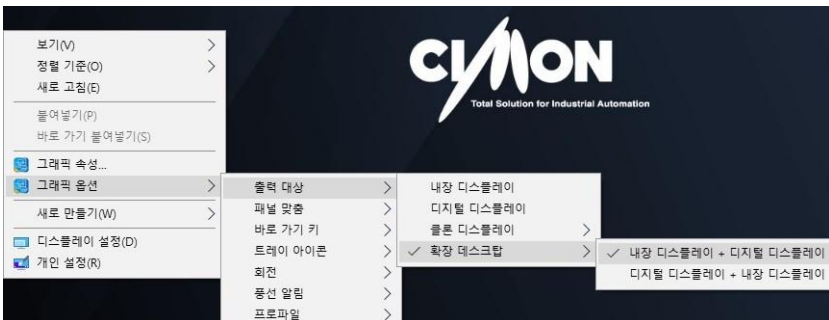 보기(V)
정렬 기준(O)
새로 고침(E)
붙여넣기(P)
바로 가기 붙여넣기(S)
그래픽 속성...
그래픽 옵션
새로 만들기(W)
디스플레이 설정(D)
개인 설정(R)
출력 대상
패널 맞춤
바로 가기 키
트레이 아이콘
회전
풍선 알림
프로파일
내장 디스플레이
디지털 디스플레이
클론 디스플레이
확장 데스크탑
내장 디스플레이 + 디지털 디스플레이
디지털 디스플레이 + 내장 디스플레이
CIMON
Total Solution for Industrial Automation